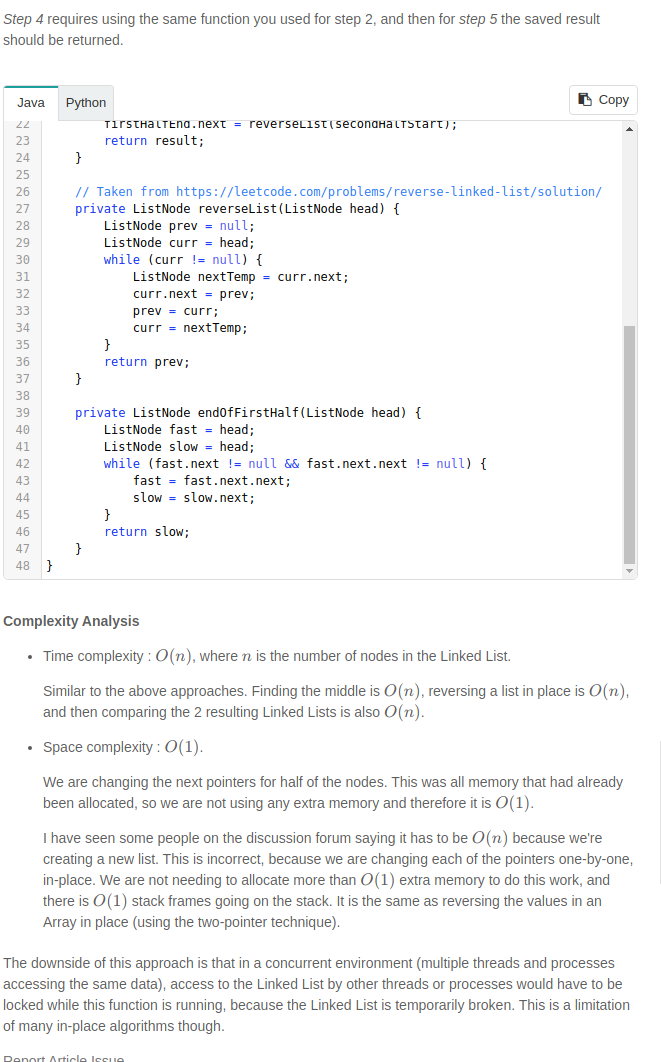 Step 4 requires using the same function you used for step 2, and then for step 5 the saved result
should be returned.
Java Python Copy
22 firstHalfEnd.next = reverseList(secondHalfStart);
23 return result;
24 }
25
26 // Taken from https://leetcode.com/problems/reverse-linked-list/solution/
27 private ListNode reverseList(ListNode head) {
28 ListNode prev = null;
29 ListNode curr = head;
30 while (curr != null) {
31 ListNode nextTemp = curr.next;
32 curr.next = prev;
33 prev = curr;
34 curr = nextTemp;
35 }
36 return prev;
37 }
38
39 private ListNode endOfFirstHalf(ListNode head) {
40 ListNode fast = head;
41 ListNode slow = head;
42 while (fast.next != null && fast.next.next != null) {
43 fast = fast.next.next;
44 slow = slow.next;
45 }
46 return slow;
47 }
48 }
Complexity Analysis
• Time complexity : O(n), where n is the number of nodes in the Linked List.
Similar to the above approaches. Finding the middle is O(n), reversing a list in place is O(n),
and then comparing the 2 resulting Linked Lists is also O(n).
• Space complexity : O(1).
We are changing the next pointers for half of the nodes. This was all memory that had already
been allocated, so we are not using any extra memory and therefore it is O(1).
I have seen some people on the discussion forum saying it has to be O(n) because we're
creating a new list. This is incorrect, because we are changing each of the pointers one-by-one,
in-place. We are not needing to allocate more than O(1) extra memory to do this work, and
there is O(1) stack frames going on the stack. It is the same as reversing the values in an
Array in place (using the two-pointer technique).
The downside of this approach is that in a concurrent environment (multiple threads and processes
accessing the same data), access to the Linked List by other threads or processes would have to be
locked while this function is running, because the Linked List is temporarily broken. This is a limitation
of many in-place algorithms though.
Report Article Issue